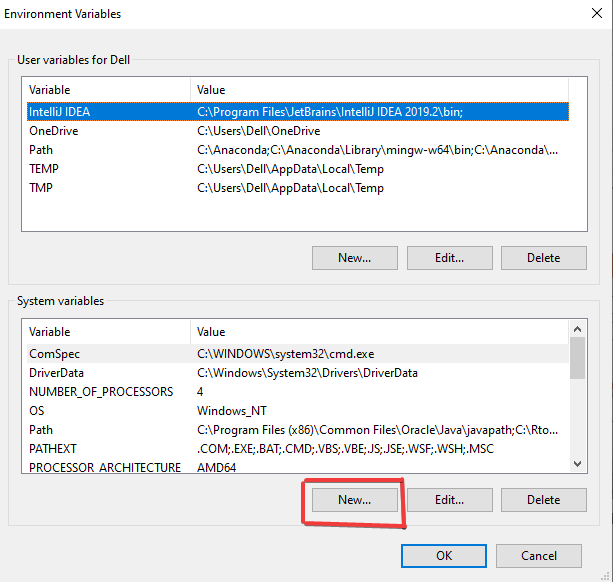 Environment Variables
User variables for Dell
Variable Value
IntelliJ IDEA C:\Program Files\JetBrains\IntelliJ IDEA 2019.2\bin;
OneDrive C:\Users\Dell\OneDrive
Path C:\Anaconda;C:\Anaconda\Library\mingw-w64\bin;C:\Anaconda\...
TEMP C:\Users\Dell\AppData\Local\Temp
TMP C:\Users\Dell\AppData\Local\Temp
New... Edit... Delete
System variables
Variable Value
ComSpec C:\WINDOWS\system32\cmd.exe
DriverData C:\Windows\System32\Drivers\DriverData
NUMBER_OF_PROCESSORS 4
OS Windows_NT
Path C:\Program Files (x86)\Common Files\Oracle\Java\javapath;C:\Rto...
PATHEXT .COM;.EXE;.BAT;.CMD;.VBS;.VBE;.JS;.JSE;.WSF;.WSH;.MSC
PROCESSOR_ARCHITECTURE AMD64
New... Edit... Delete
OK Cancel